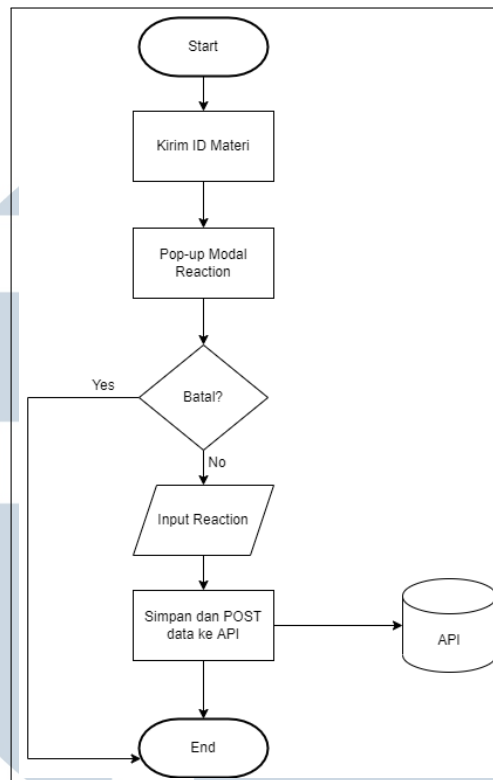 Start
Kirim ID Materi
Pop-up Modal
Reaction
Yes
Batal?
No
Input Reaction
Simpan dan POST
data ke API
API
End